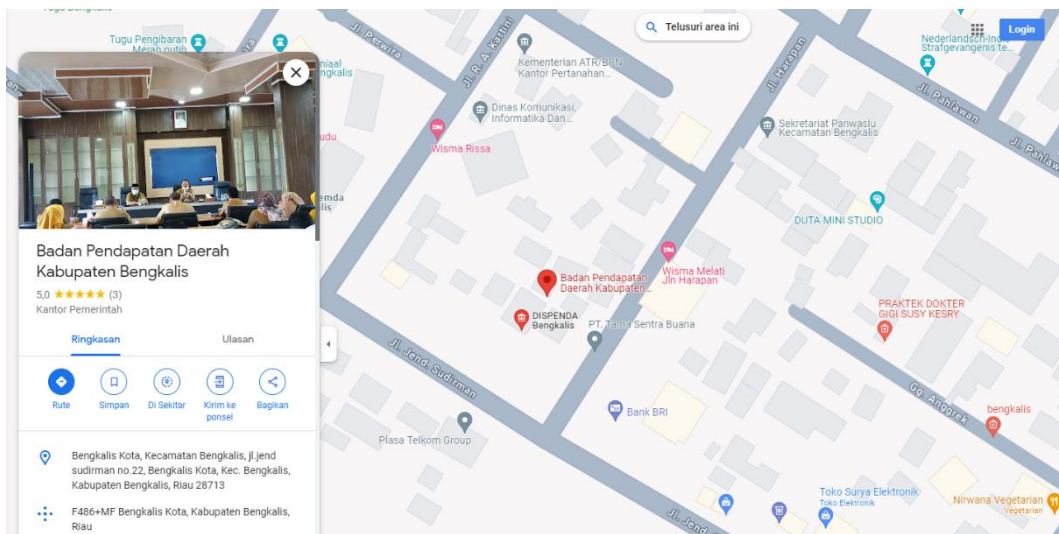 Tugu Pengibaran
Merah putih
Badan Pendapatan Daerah
Kabupaten Bengkalis
5,0 (3)
Kantor Pemerintah
Ringkasan
Ulasan
Rute
Simpan
Di Sekitar
Kirim ke
ponsel
Bagikan
Bengkalis Kota, Kecamatan Bengkalis, jl.jend
sudirman no.22, Bengkalis Kota, Kec. Bengkalis,
Kabupaten Bengkalis, Riau 28713
F486+MF Bengkalis Kota, Kabupaten Bengkalis,
Riau
Telusuri area ini
Login
Jl. Perwira
Jl. R. A. Kartini
Kementerian ATR/BPN
Kantor Pertanahan...
Jl. Harapan
Nederlandsch-Indië
Strafgevangenis te...
Jl. Pahlawan
Jl. Pahlaw
Dinas Komunikasi,
Informatika Dan...
Sekretariat Panwaslu
Kecamatan Bengkalis
Wisma Rissa
DUTA MINI STUDIO
Wisma Melati
Jln Harapan
Badan Pendapatan
Daerah Kabupaten...
DISPENDA
Bengkalis
PT. Tama Sentra Buana
PRAKTEK DOKTER
GIGI SUSY KESRY
Jl. Jend. Sudirman
Gg. Anggrek
Bank BRI
bengkalis
Plasa Telkom Group
Toko Surya Elektronik
Toko Elektronik
Nirwana Vegetarian
Vegetarian
Jl. Jend.